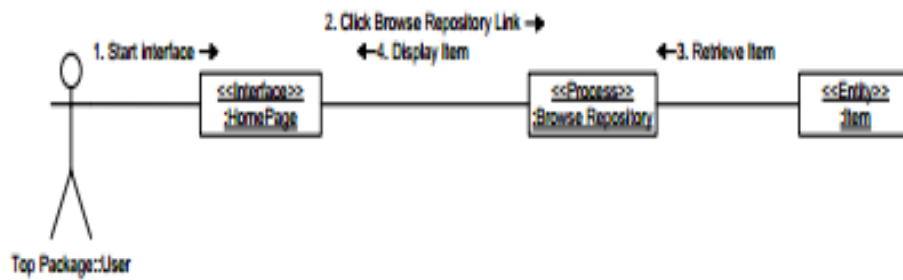 2. Click Browse Repository Link →
1. Start Interface → ←4. Display Item ←3. Retrieve Item
<<Interface>> <<Process>> <<Entity>>
:HomePage :Browse Repository :Item
Top Package::User